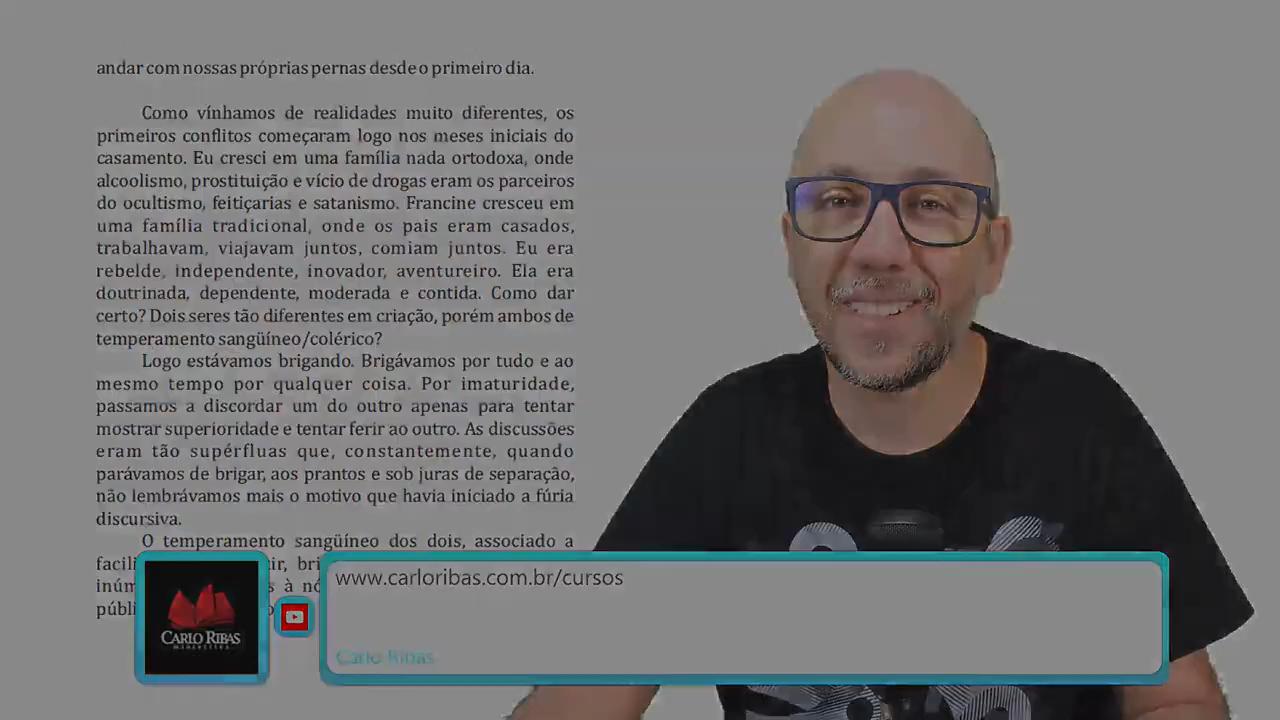 andar com nossas próprias pernas desde o primeiro dia.
Como vínhamos de realidades muito diferentes, os
primeiros conflitos começaram logo nos meses iniciais do
casamento. Eu cresci em uma família nada ortodoxa, onde
alcoolismo, prostituição e vício de drogas eram os parceiros
do ocultismo, feitiçarias e satanismo. Francine cresceu em
uma família tradicional, onde os pais eram casados,
trabalhavam, viajavam juntos, comiam juntos. Eu era
rebelde, independente, inovador, aventureiro. Ela era
doutrinada, dependente, moderada e contida. Como dar
certo? Dois seres tão diferentes em criação, porém ambos de
temperamento sangüíneo/colérico?
Logo estávamos brigando. Brigávamos por tudo e ao
mesmo tempo por qualquer coisa. Por imaturidade,
passamos a discordar um do outro apenas para tentar
mostrar superioridade e tentar ferir ao outro. As discussões
eram tão supérfluas que, constantemente, quando
parávamos de brigar, aos prantos e sob juras de separação,
não lembrávamos mais o motivo que havia iniciado a fúria
discursiva.
O temperamento sangüíneo dos dois, associado a
www.carloribas.com.br/cursos
CARLO RIBAS
Carlo Ribas